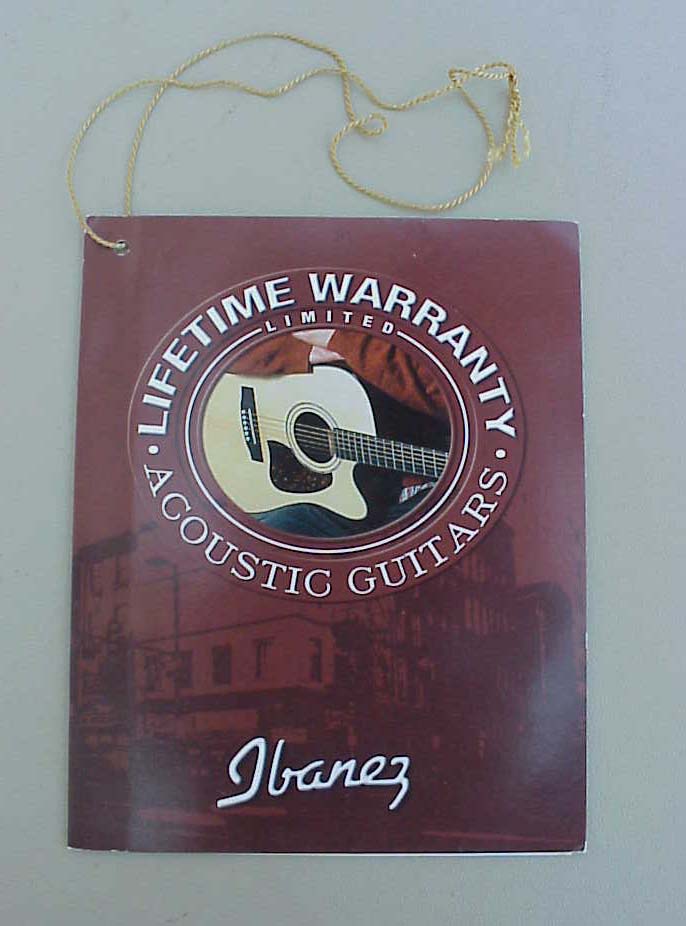 LIFETIME WARRANTY
LIMITED
• ACOUSTIC GUITARS •
Ibanez